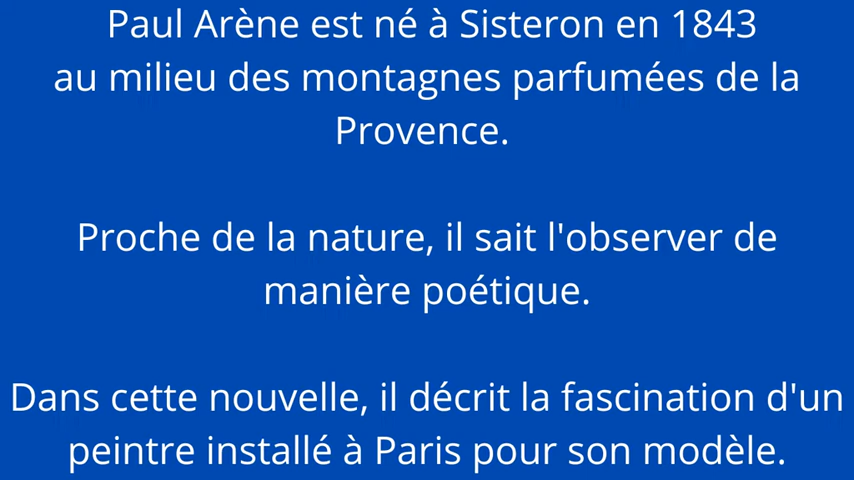 Paul Arène est né à Sisteron en 1843
au milieu des montagnes parfumées de la
Provence.
Proche de la nature, il sait l'observer de
manière poétique.
Dans cette nouvelle, il décrit la fascination d'un
peintre installé à Paris pour son modèle.